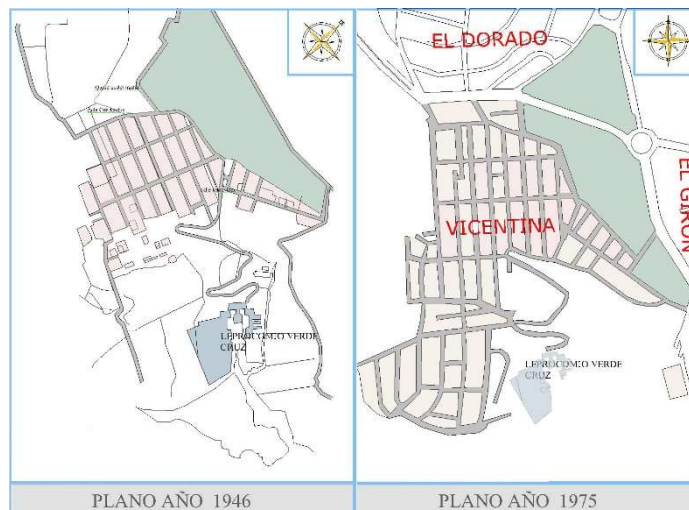 LEPROCOMIO VERDE
CRUZ
PLANO AÑO 1946
EL DORADO
EL GIRON
VICENTINA
LEPROCOMIO VERDE
CRUZ
PLANO AÑO 1975